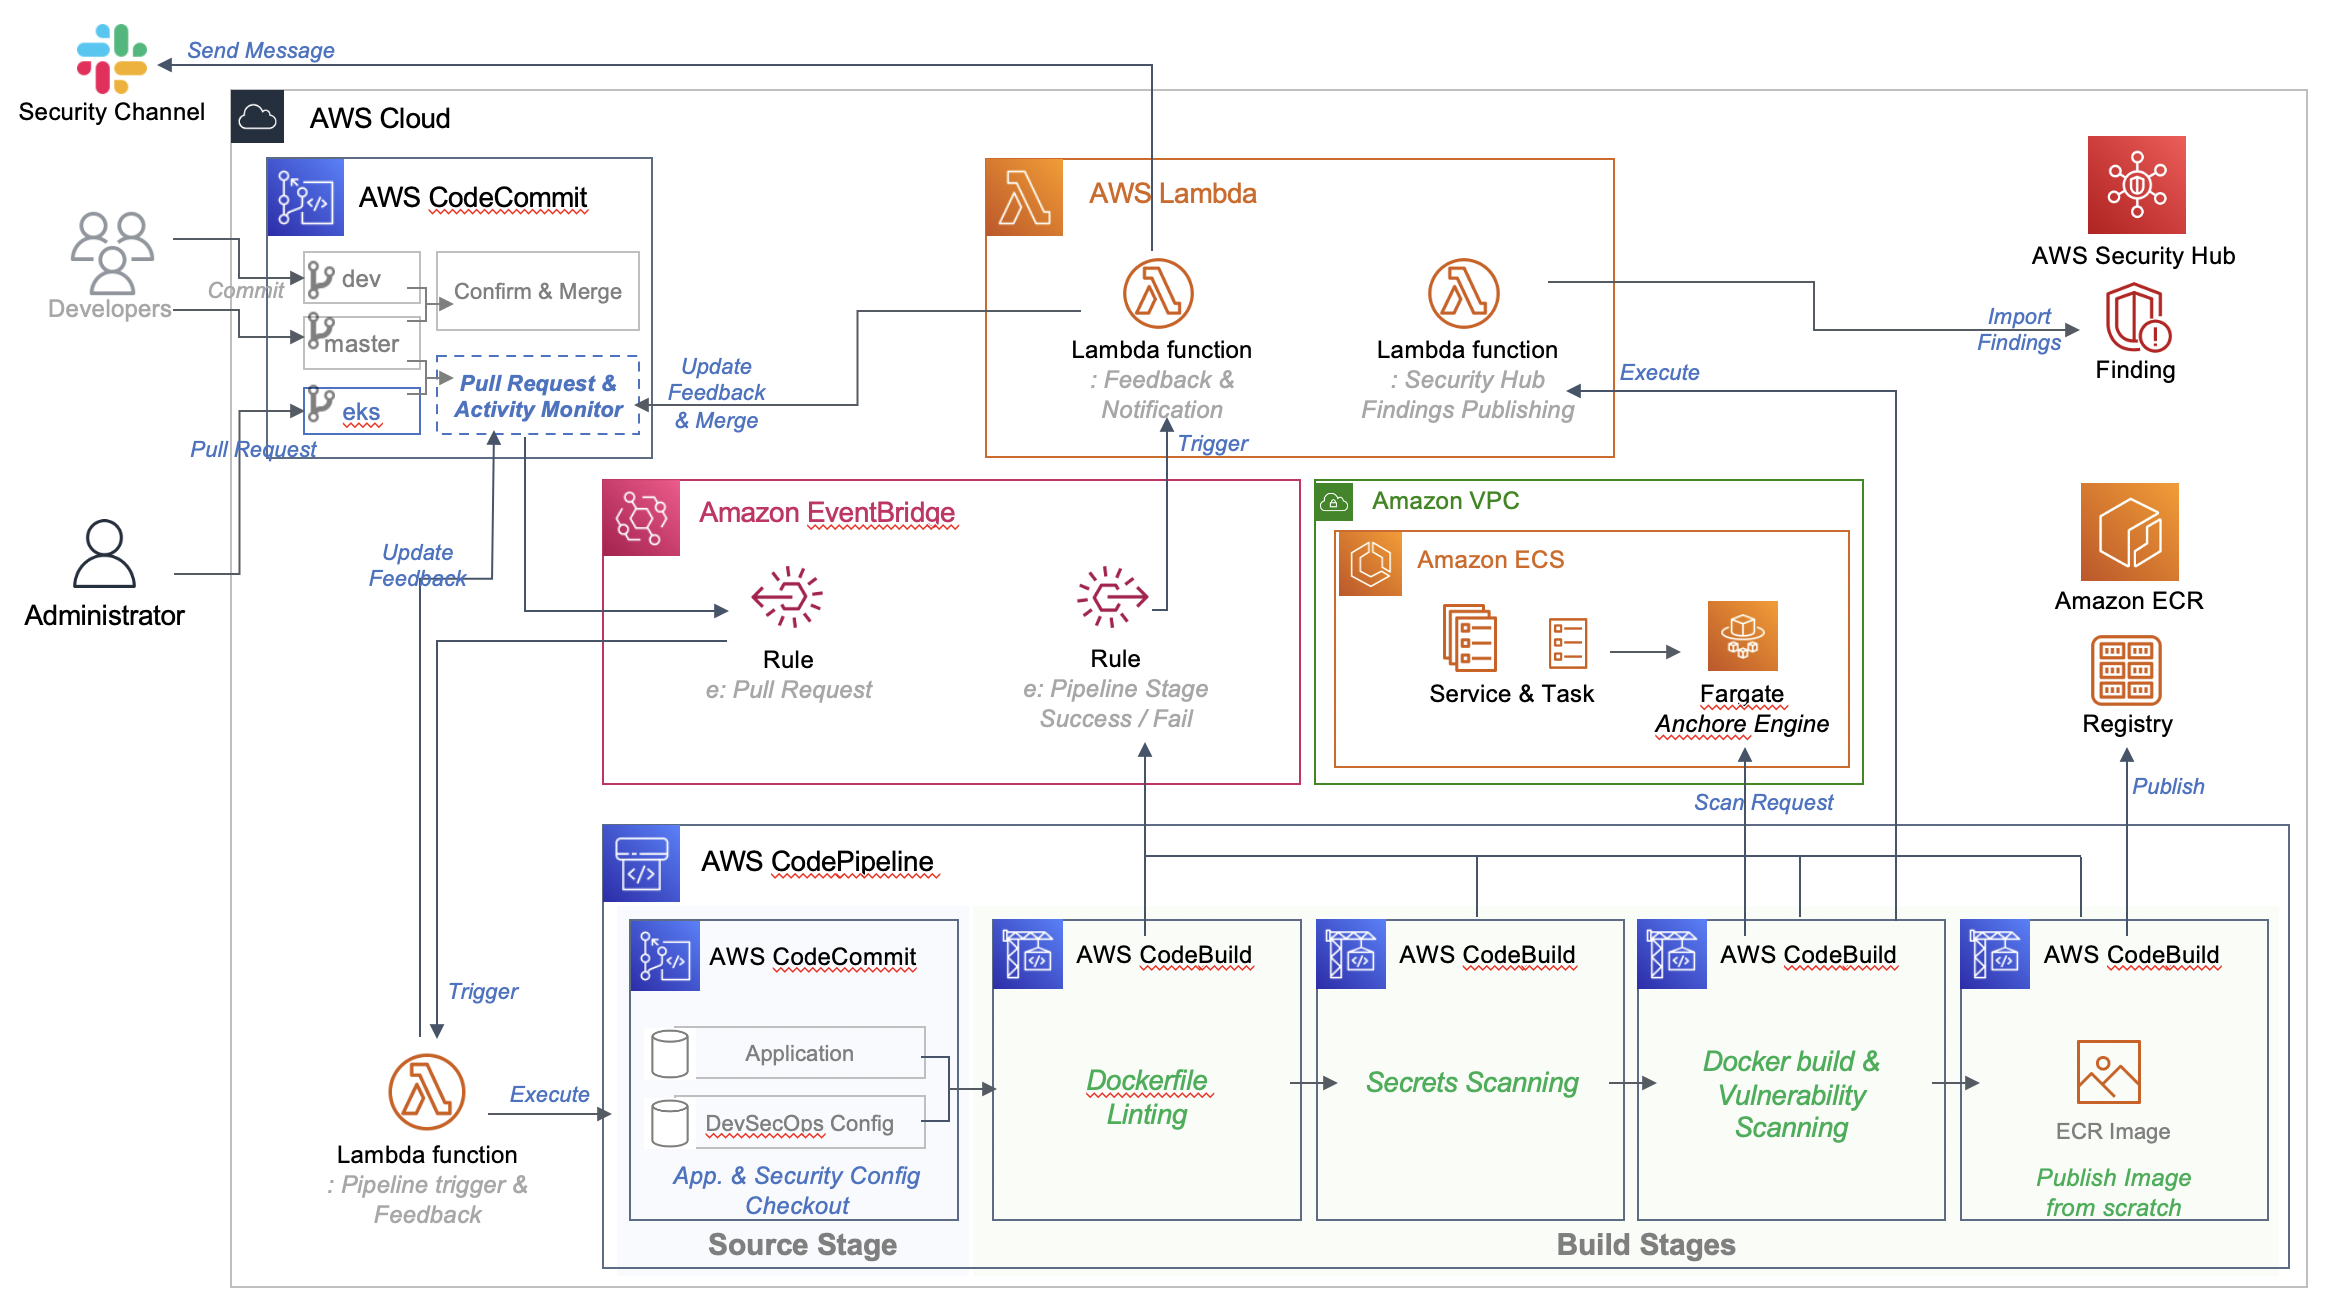 Send Message
Security Channel
AWS Cloud
AWS CodeCommit
Developers
Commit
dev
master
eks
Confirm & Merge
Pull Request &
Activity Monitor
Pull Request
Administrator
Update
Feedback
Update
Feedback
& Merge
AWS Lambda
Lambda function
: Feedback &
Notification
Lambda function
: Security Hub
Findings Publishing
Trigger
Execute
Import
Findings
AWS Security Hub
Finding
Amazon EventBridge
Rule
e: Pull Request
Rule
e: Pipeline Stage
Success / Fail
Amazon VPC
Amazon ECS
Service & Task
Fargate
Anchore Engine
Scan Request
Amazon ECR
Registry
Publish
Trigger
Lambda function
: Pipeline trigger &
Feedback
Execute
AWS CodePipeline
AWS CodeCommit
Application
DevSecOps Config
App. & Security Config
Checkout
Source Stage
AWS CodeBuild
Dockerfile
Linting
AWS CodeBuild
Secrets Scanning
AWS CodeBuild
Docker build &
Vulnerability
Scanning
AWS CodeBuild
ECR Image
Publish Image
from scratch
Build Stages